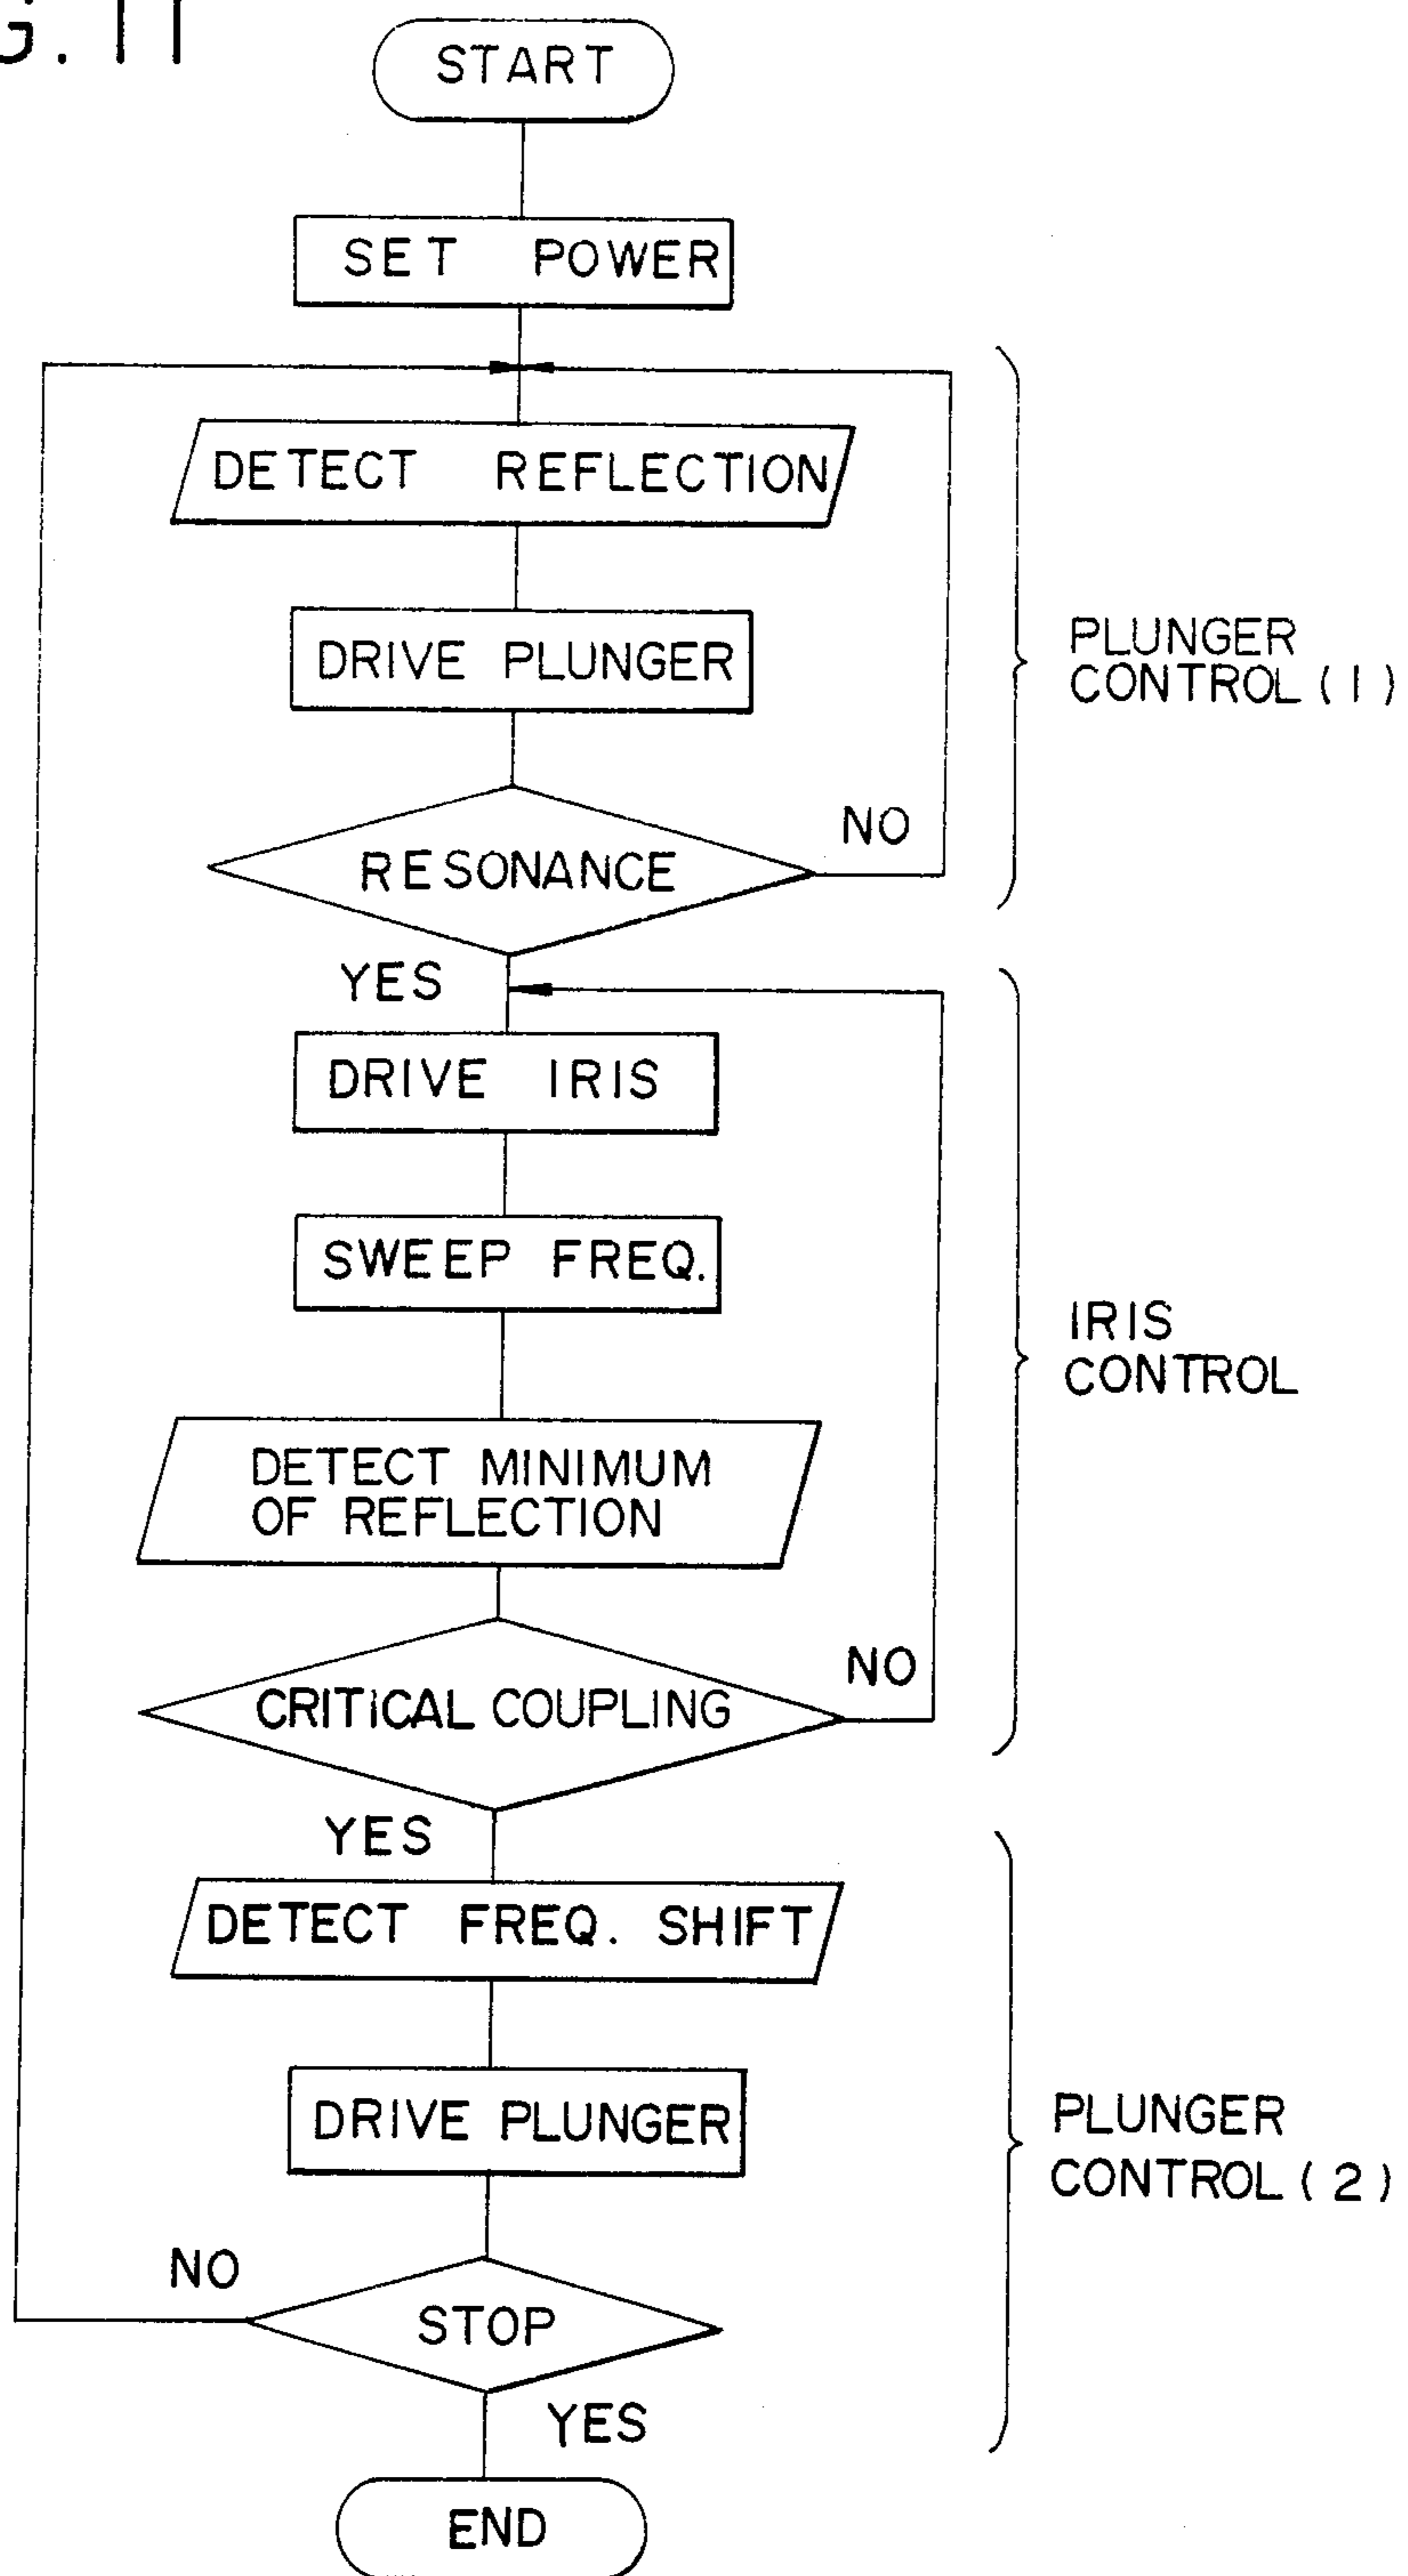 G. 11
START
SET POWER
DETECT REFLECTION
DRIVE PLUNGER
PLUNGER
CONTROL (1)
NO
RESONANCE
YES
DRIVE IRIS
SWEEP FREQ.
IRIS
CONTROL
DETECT MINIMUM
OF REFLECTION
NO
CRITiCAL COUPLING
YES
DETECT FREQ. SHIFT
DRIVE PLUNGER
PLUNGER
CONTROL (2)
NO
STOP
YES
END